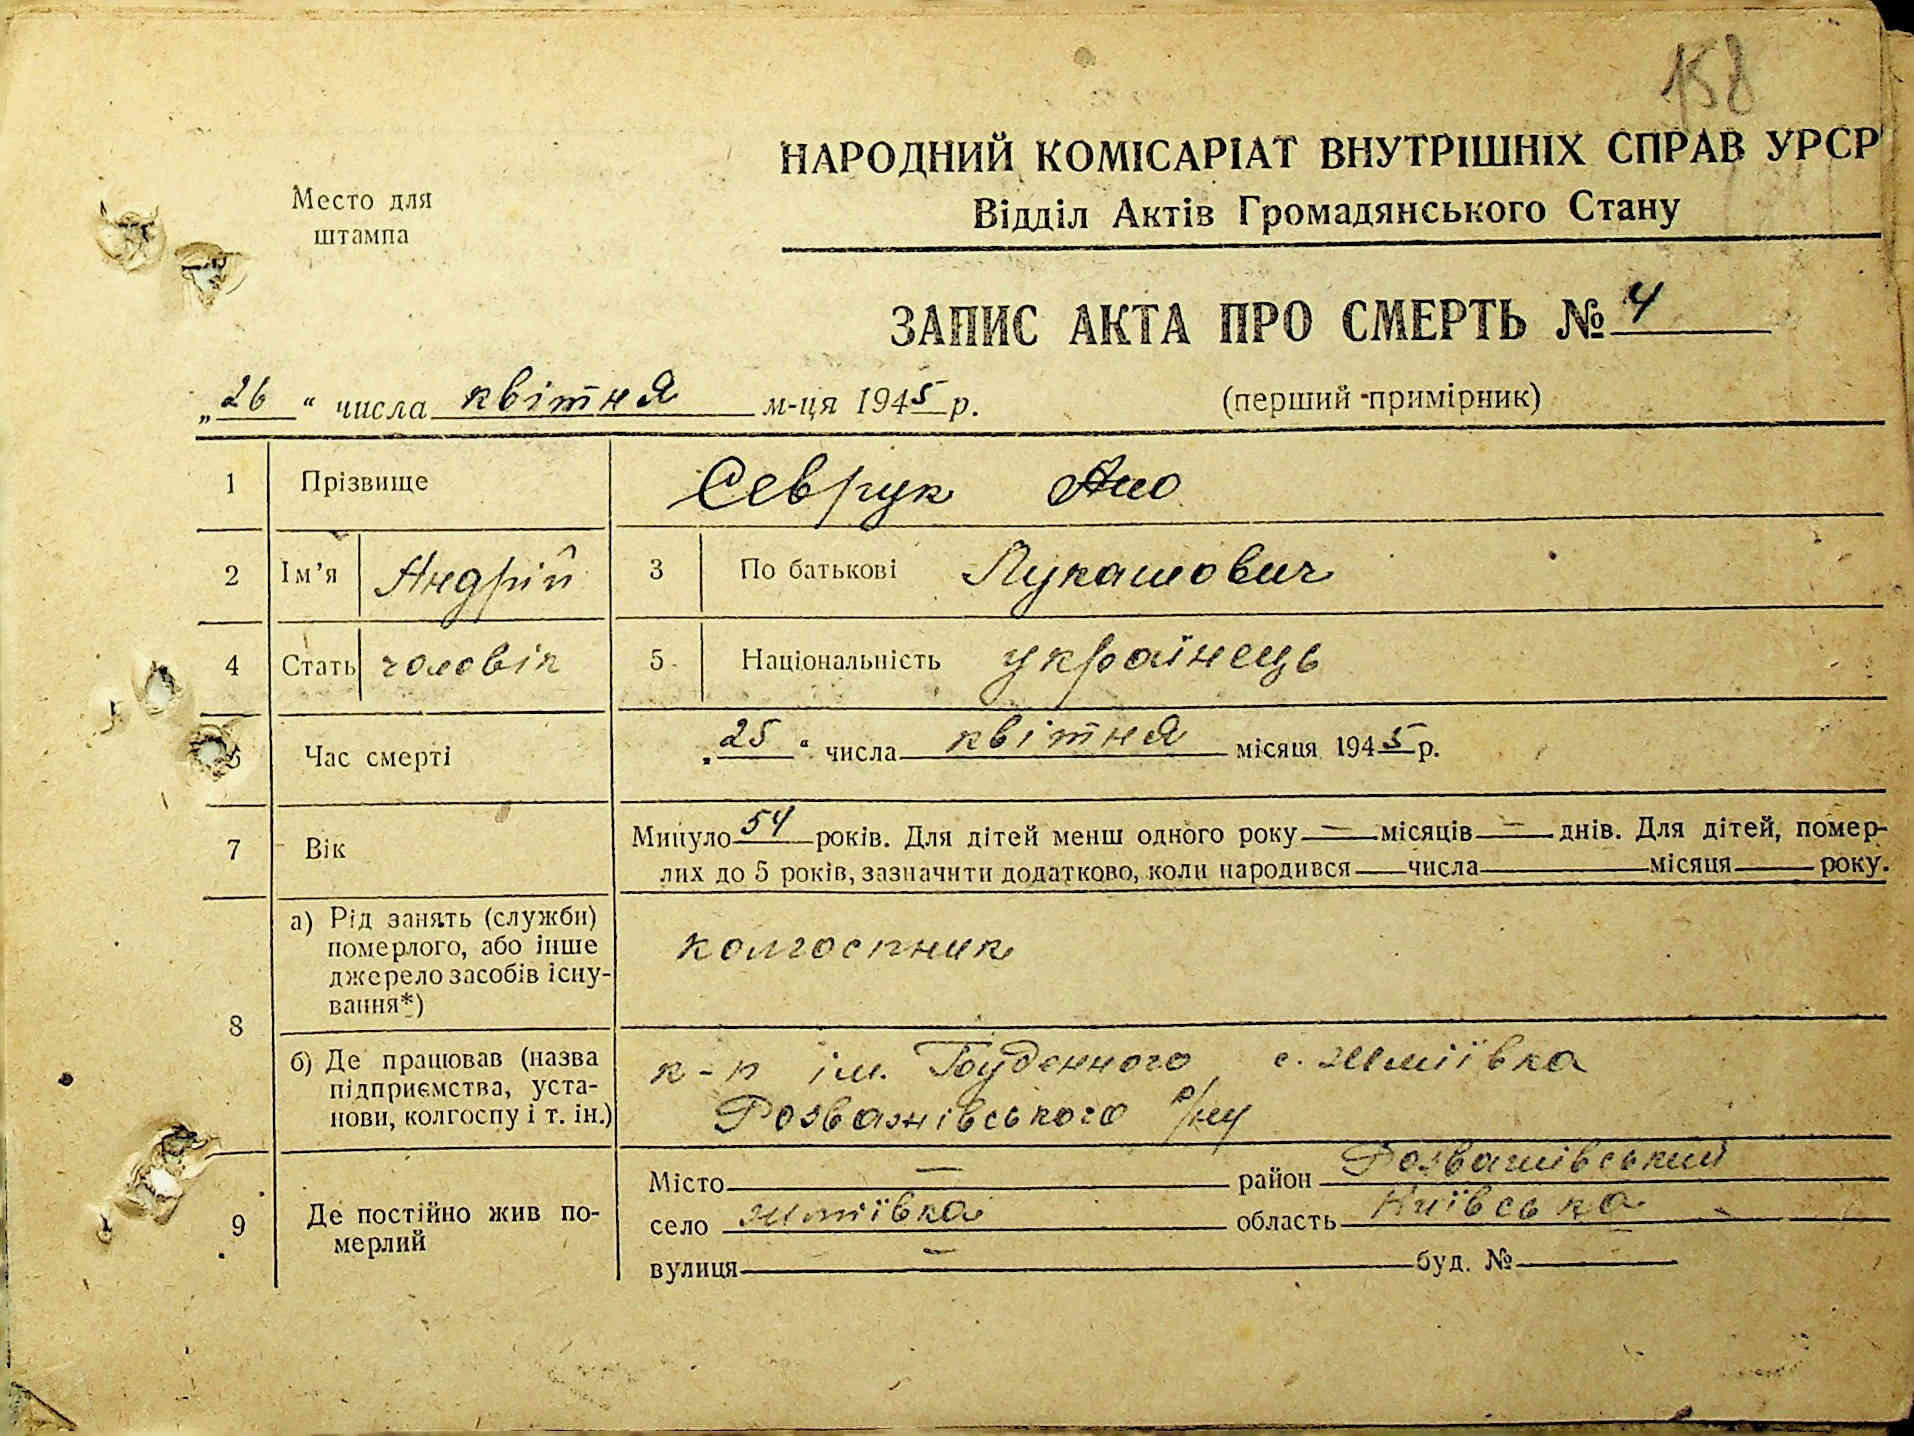 158
НАРОДНИЙ КОМІСАРІАТ ВНУТРІШНІХ СПРАВ УРСР
Место для штампа
Відділ Актів Громадянського Стану
ЗАПИС АКТА ПРО СМЕРТЬ № 4
„26“ числа квітня м-ця 1945 р. (перший примірник)
1 Прізвище Севрук
2 Ім’я Андрій 3 По батькові Лукашович
4 Стать чоловік 5 Національність українець
6 Час смерті „25“ числа квітня місяця 1945 р.
7 Вік Минуло 54 років. Для дітей менш одного року — місяців — днів. Для дітей, помер-
лих до 5 років, зазначити додатково, коли народився числа місяця року.
8 а) Рід занять (служби)
померлого, або інше
джерело засобів існу-
вання*)
колгоспник
б) Де працював (назва
підприємства, уста-
нови, колгоспу і т. ін.)
к-п ім. Будєнного с. Жміївка
Розважівського р/ну
9 Де постійно жив по-
мерлий
Місто — район Розважівський
село Жміївка область Київська
вулиця — буд. №